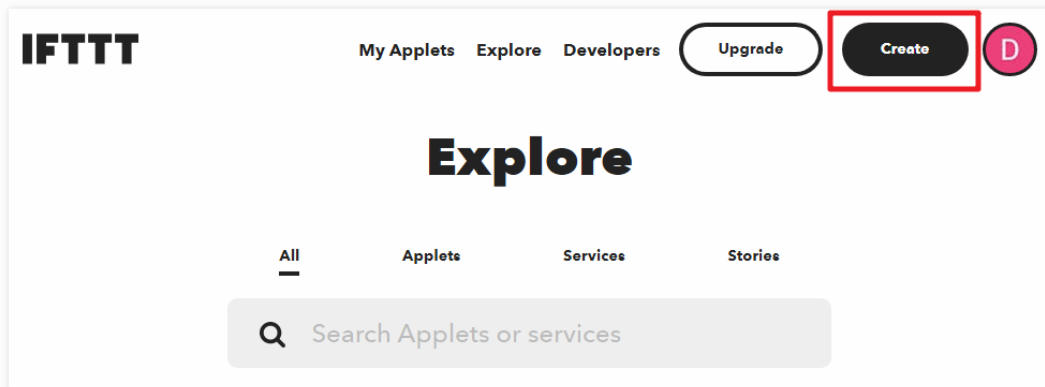 IFTTT My Applets Explore Developers Upgrade Create D
Explore
All Applets Services Stories
Search Applets or services